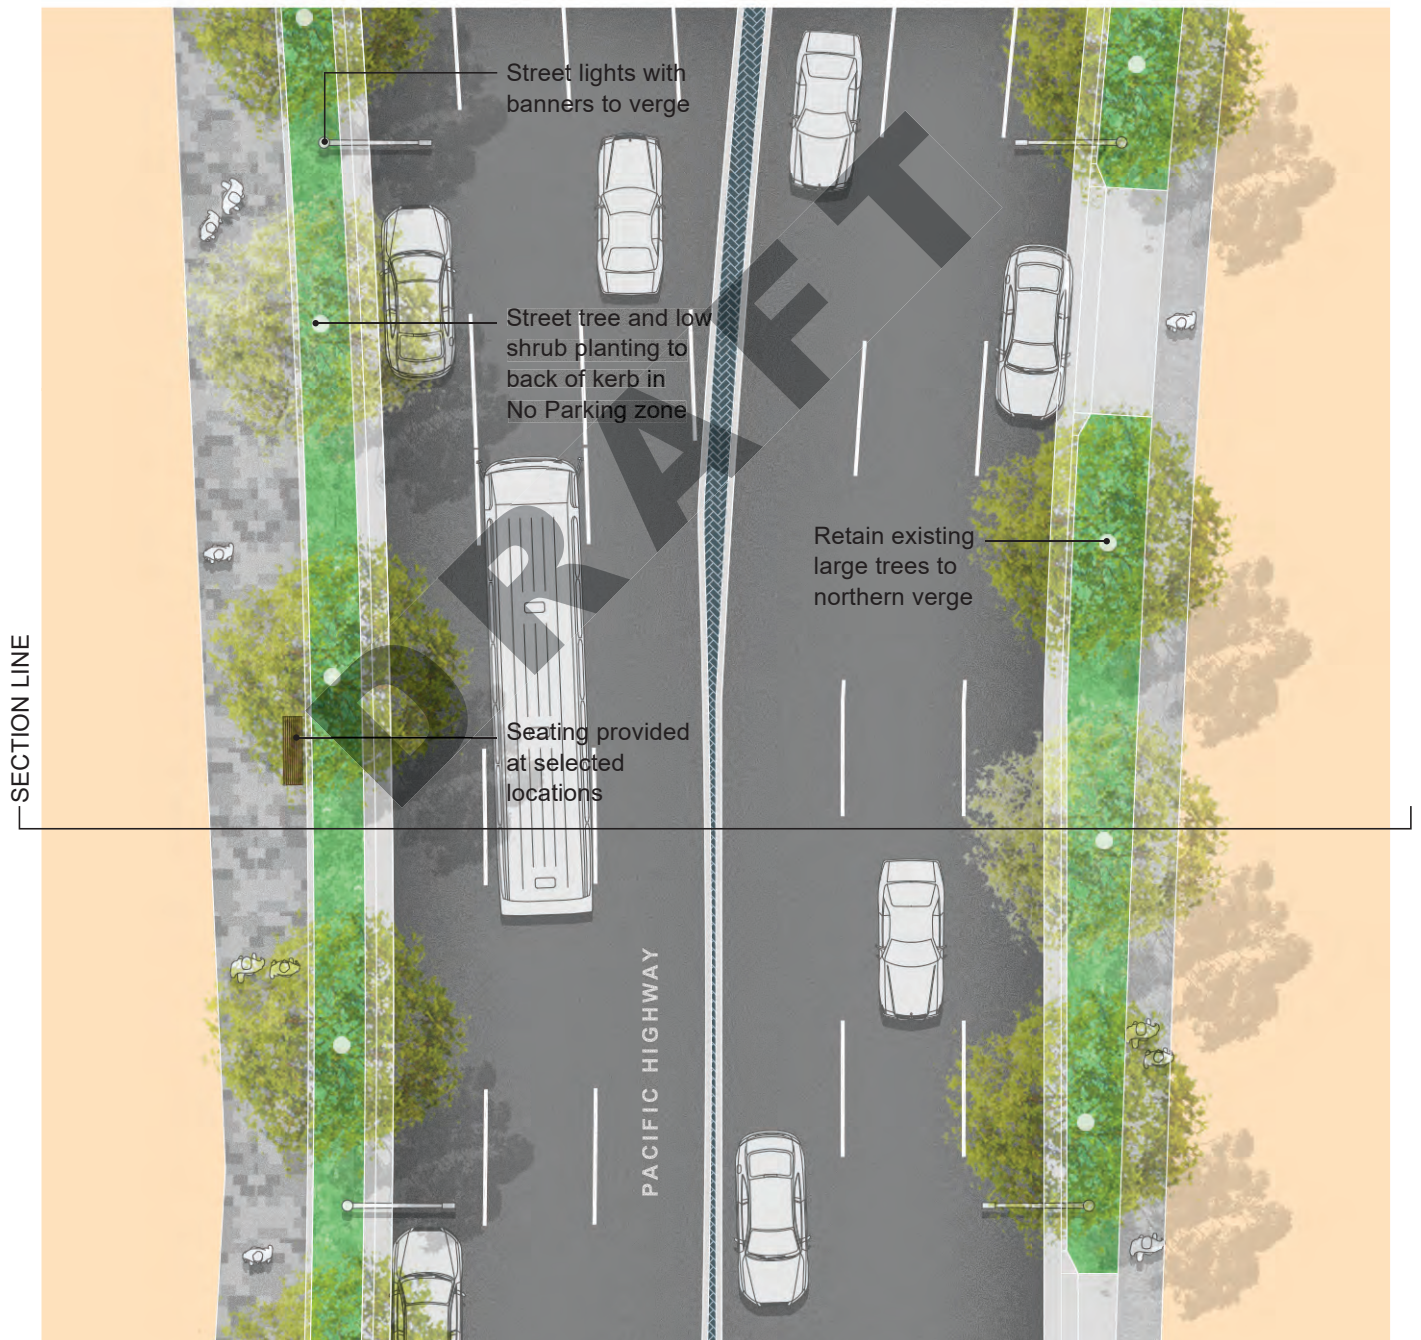 Street lights with
banners to verge
Street tree and low
shrub planting to
back of kerb in
No Parking zone
Retain existing
large trees to
northern verge
Seating provided
at selected
locations
SECTION LINE
PACIFIC HIGHWAY
DRAFT